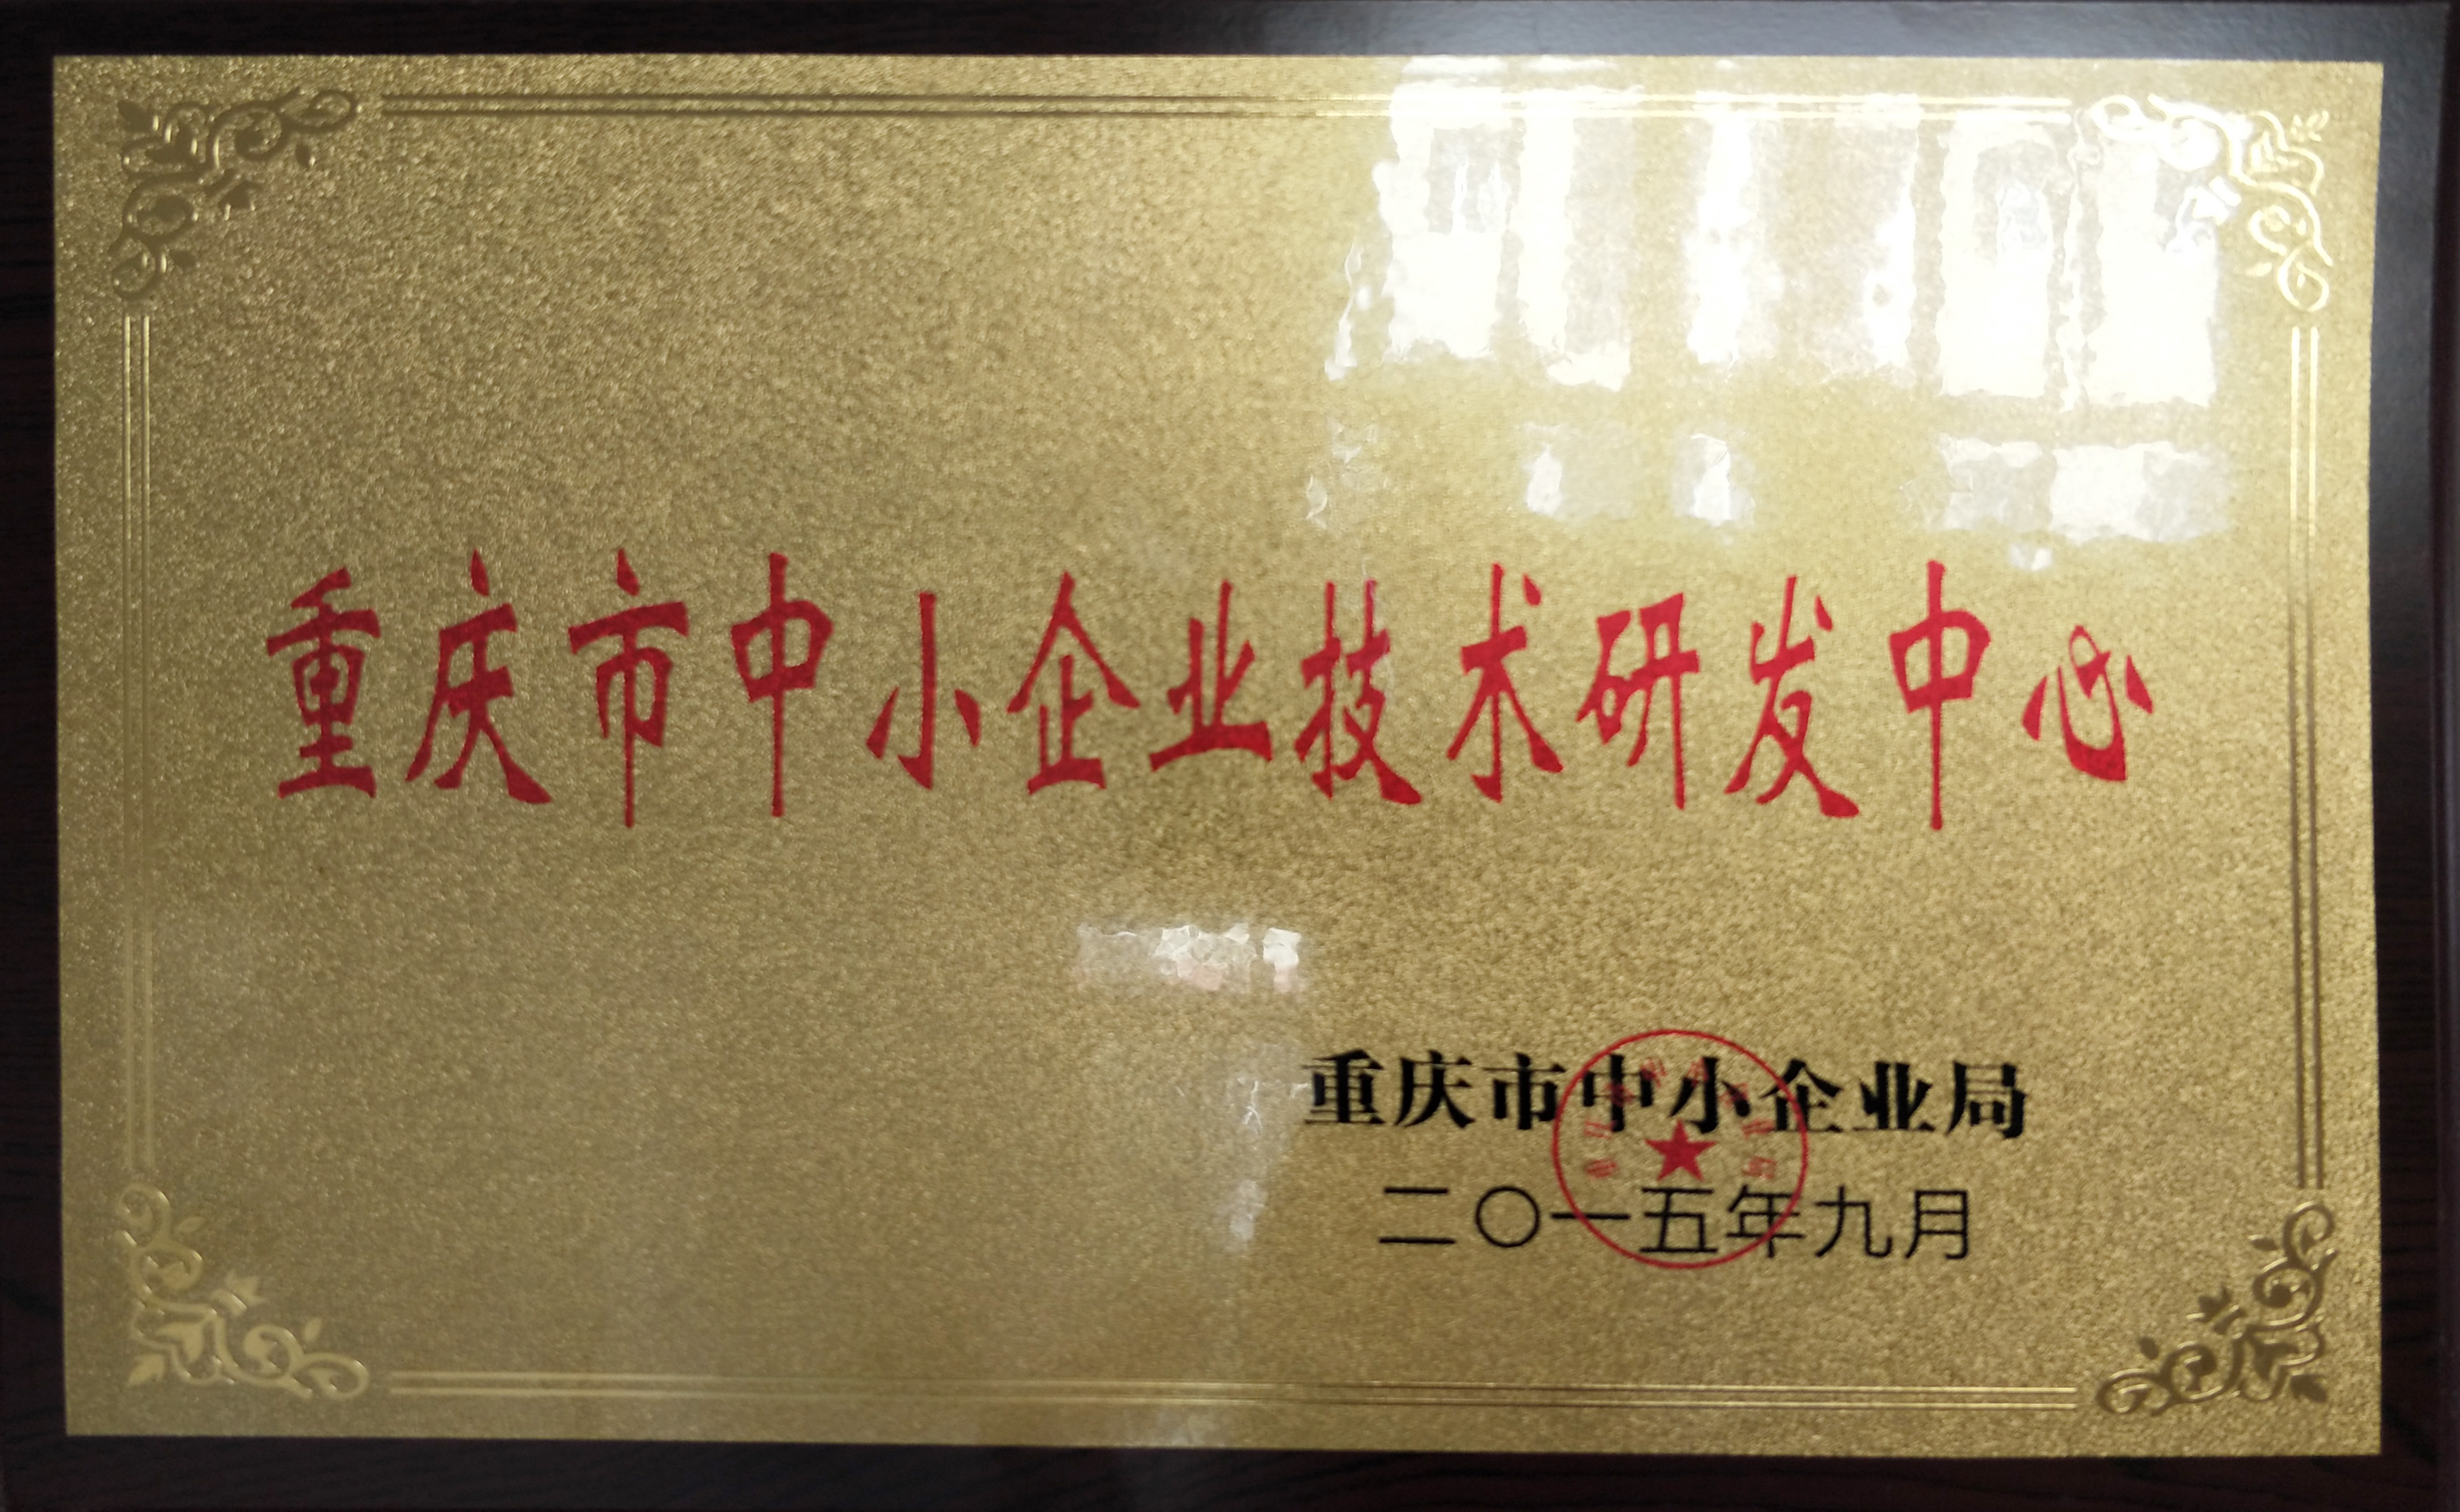 重庆市中小企业技术研发中心
重庆市中小企业局
二〇一五年九月